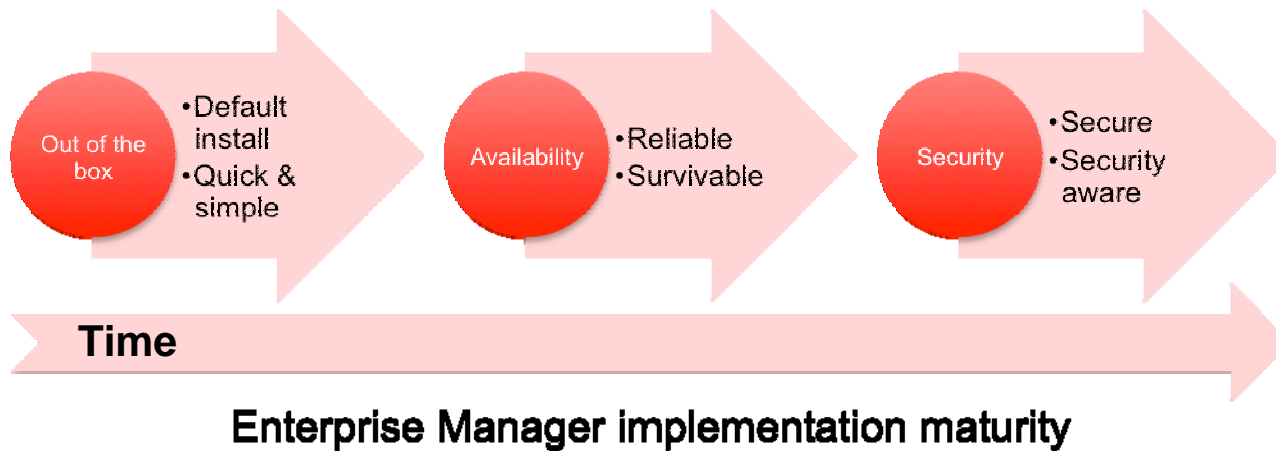 Out of the
box
•Default
install
•Quick &
simple
Availability
•Reliable
•Survivable
Security
•Secure
•Security
aware
Time
Enterprise Manager implementation maturity